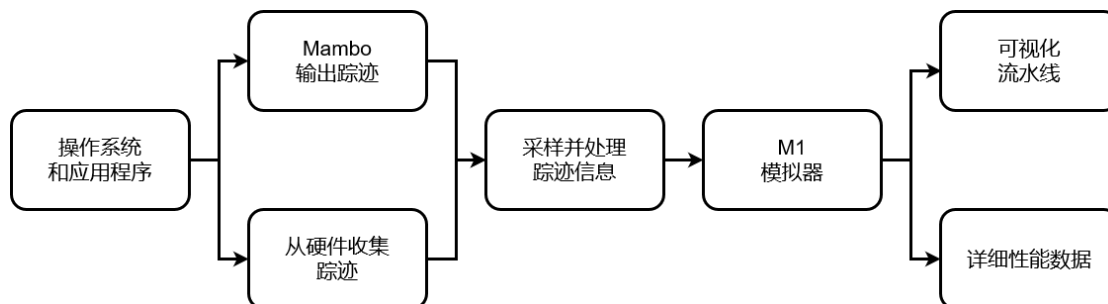 操作系统
和应用程序
Mambo
输出踪迹
从硬件收集
踪迹
采样并处理
踪迹信息
M1
模拟器
可视化
流水线
详细性能数据